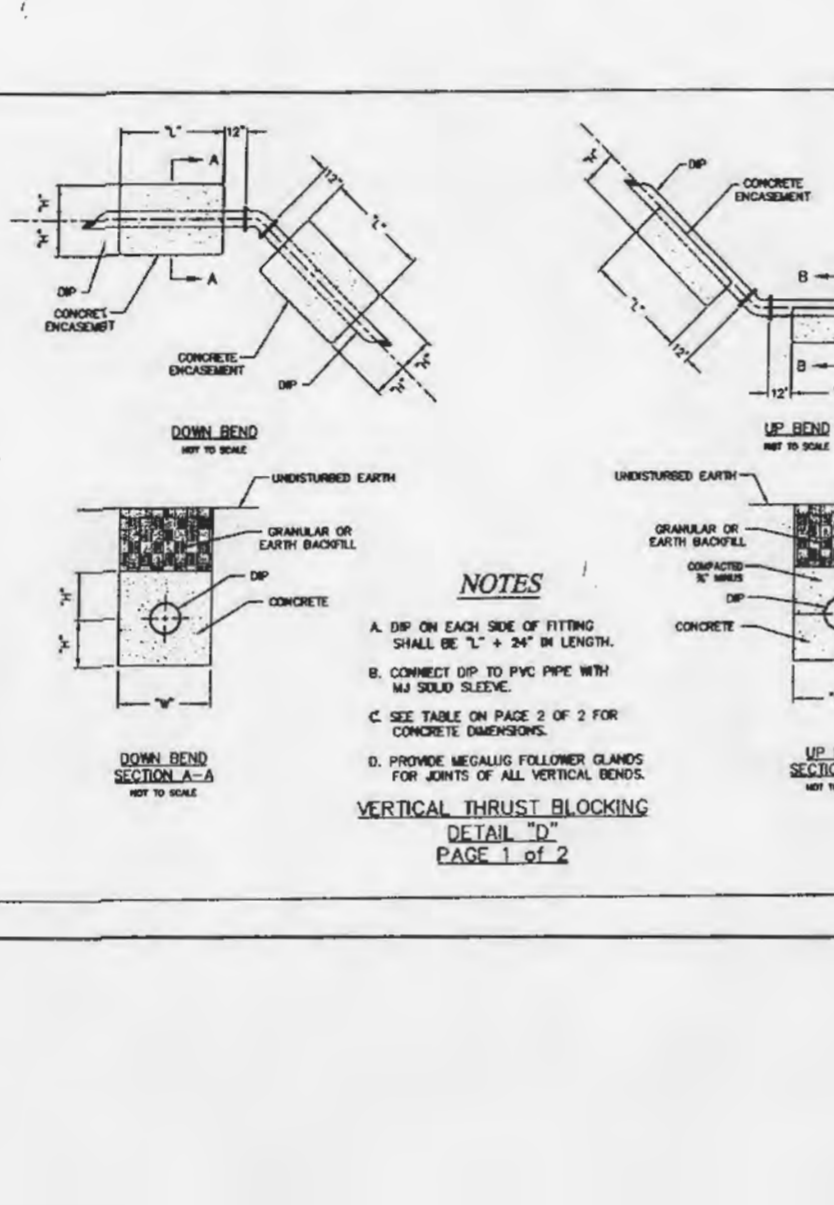 "L"
12"
A
"H"
"H"
DIP
CONCRET
ENCASEMENT
A
12"
"L"
CONCRETE
ENCASEMENT
DIP
"H"
"H"
DOWN BEND
NOT TO SCALE
"H"
DIP
CONCRETE
ENCASEMENT
"L"
12"
B
B
12"
UP BEND
NOT TO SCALE
UNDISTURBED EARTH
GRANULAR OR
EARTH BACKFILL
DIP
CONCRETE
"H"
"H"
"W"
DOWN BEND
SECTION A-A
NOT TO SCALE
UNDISTURBED EARTH
GRANULAR OR
EARTH BACKFILL
COMPACTED
MINUS
DIP
CONCRETE
UP
NOTES
A. DIP ON EACH SIDE OF FITTING
SHALL BE "L" + 24" IN LENGTH.
B. CONNECT DIP TO PVC PIPE WITH
MJ SOLID SLEEVE.
C. SEE TABLE ON PAGE 2 OF 2 FOR
CONCRETE DIMENSIONS.
D. PROVIDE MEGALUG FOLLOWER GLANDS
FOR JOINTS OF ALL VERTICAL BENDS.
VERTICAL THRUST BLOCKING
DETAIL "D"
PAGE 1 of 2